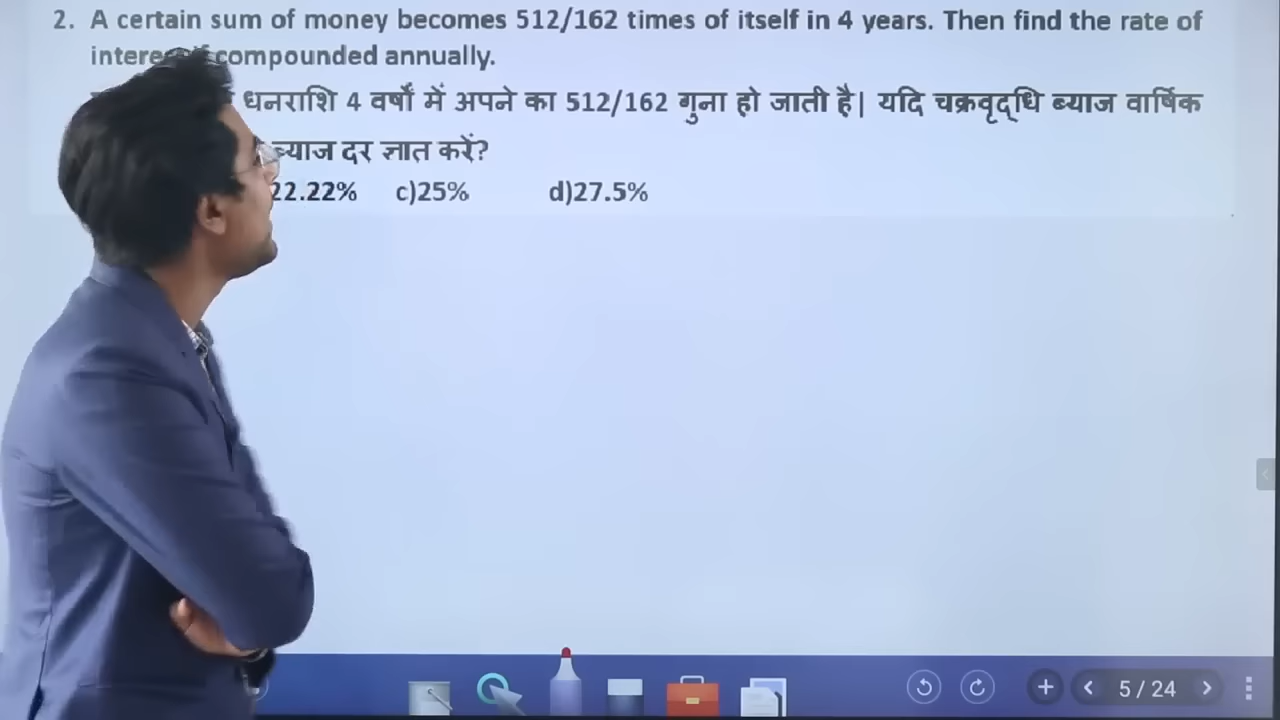 2. A certain sum of money becomes 512/162 times of itself in 4 years. Then find the rate of
compounded annually.
धनराशि 4 वर्षों में अपने का 512/162 गुना हो जाती है| यदि चक्रवृद्धि ब्याज वार्षिक
ब्याज दर ज्ञात करें?
22.22% c)25% d)27.5%
5 / 24